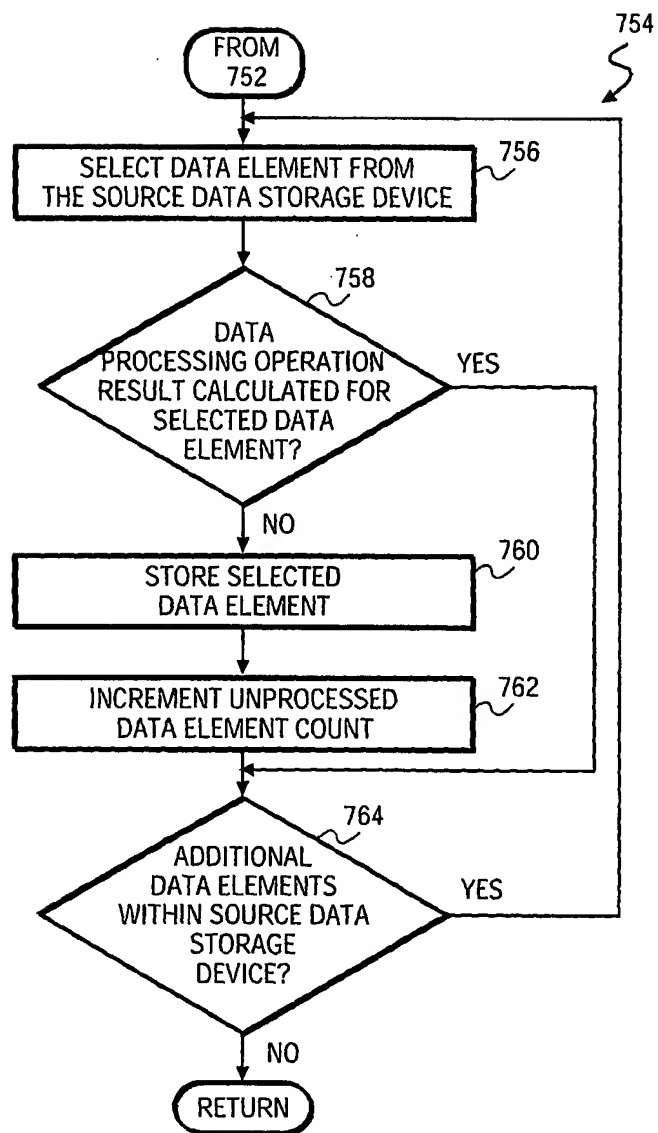 FROM
752
754
SELECT DATA ELEMENT FROM
THE SOURCE DATA STORAGE DEVICE
756
758
DATA
PROCESSING OPERATION
RESULT CALCULATED FOR
SELECTED DATA
ELEMENT?
YES
NO
STORE SELECTED
DATA ELEMENT
760
INCREMENT UNPROCESSED
DATA ELEMENT COUNT
762
764
ADDITIONAL
DATA ELEMENTS
WITHIN SOURCE DATA
STORAGE
DEVICE?
YES
NO
RETURN